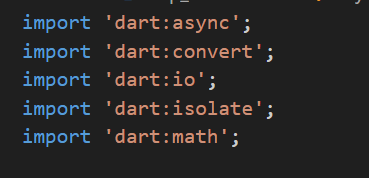 import 'dart:async';
import 'dart:convert';
import 'dart:io';
import 'dart:isolate';
import 'dart:math';